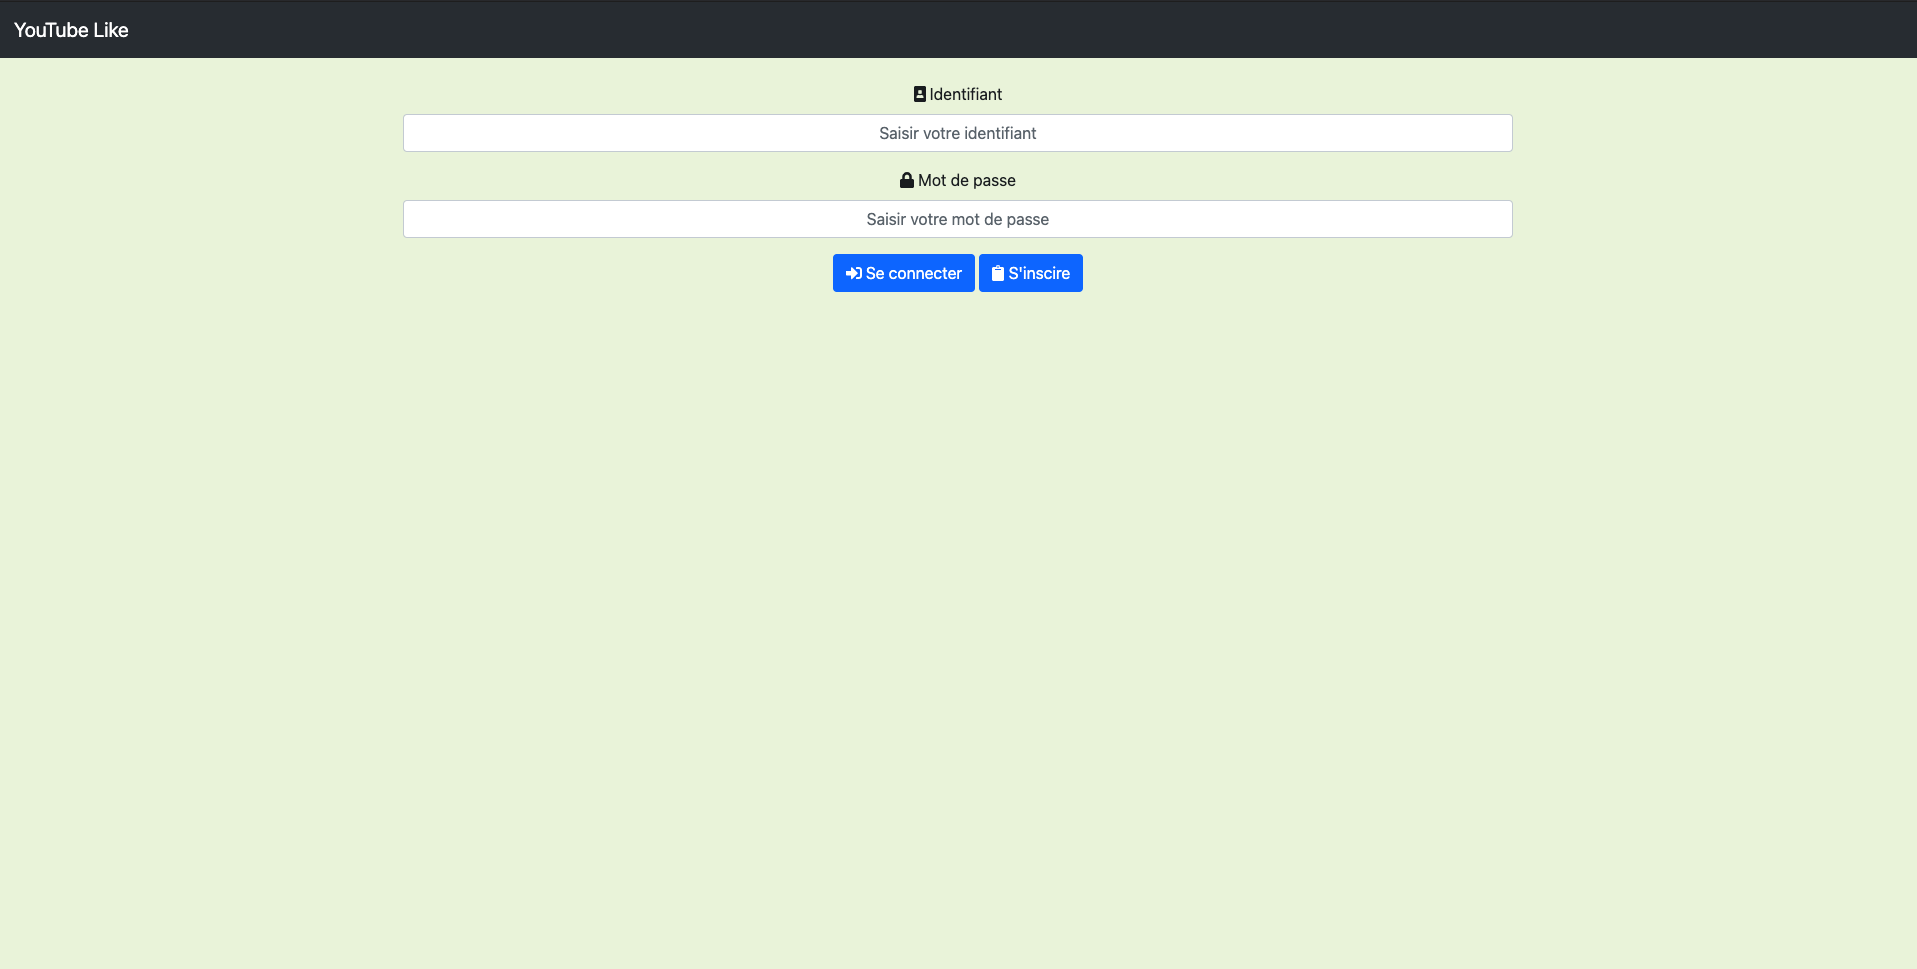 YouTube Like
Identifiant
Saisir votre identifiant
Mot de passe
Saisir votre mot de passe
Se connecter S'inscire